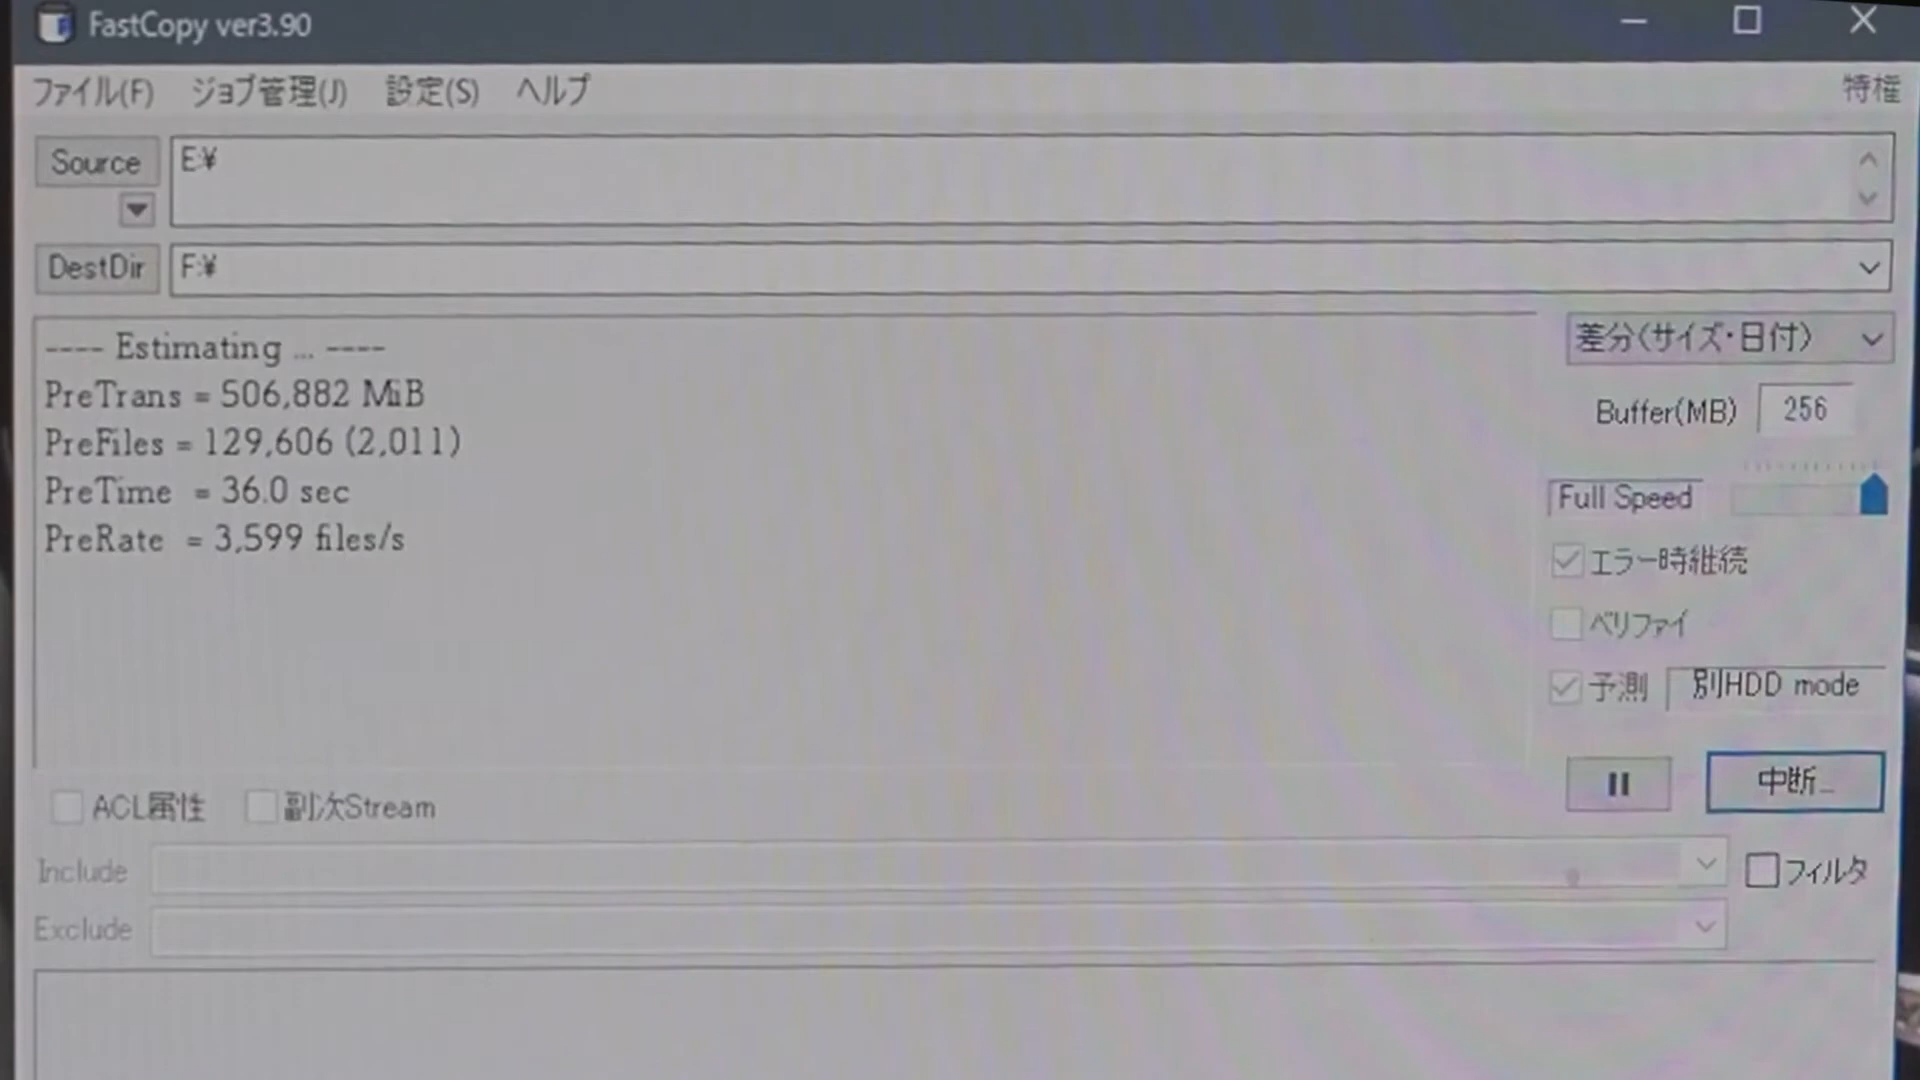 FastCopy ver3.90
ファイル(F) ジョブ管理(J) 設定(S) ヘルプ 特権
Source E:¥
DestDir F:¥
---- Estimating ... ----
PreTrans = 506,882 MiB
PreFiles = 129,606 (2,011)
PreTime = 36.0 sec
PreRate = 3,599 files/s
差分(サイズ・日付)
Buffer(MB) 256
Full Speed
エラー時継続
ベリファイ
予測 別HDD mode
中断...
ACL属性 副次Stream
Include フィルタ
Exclude